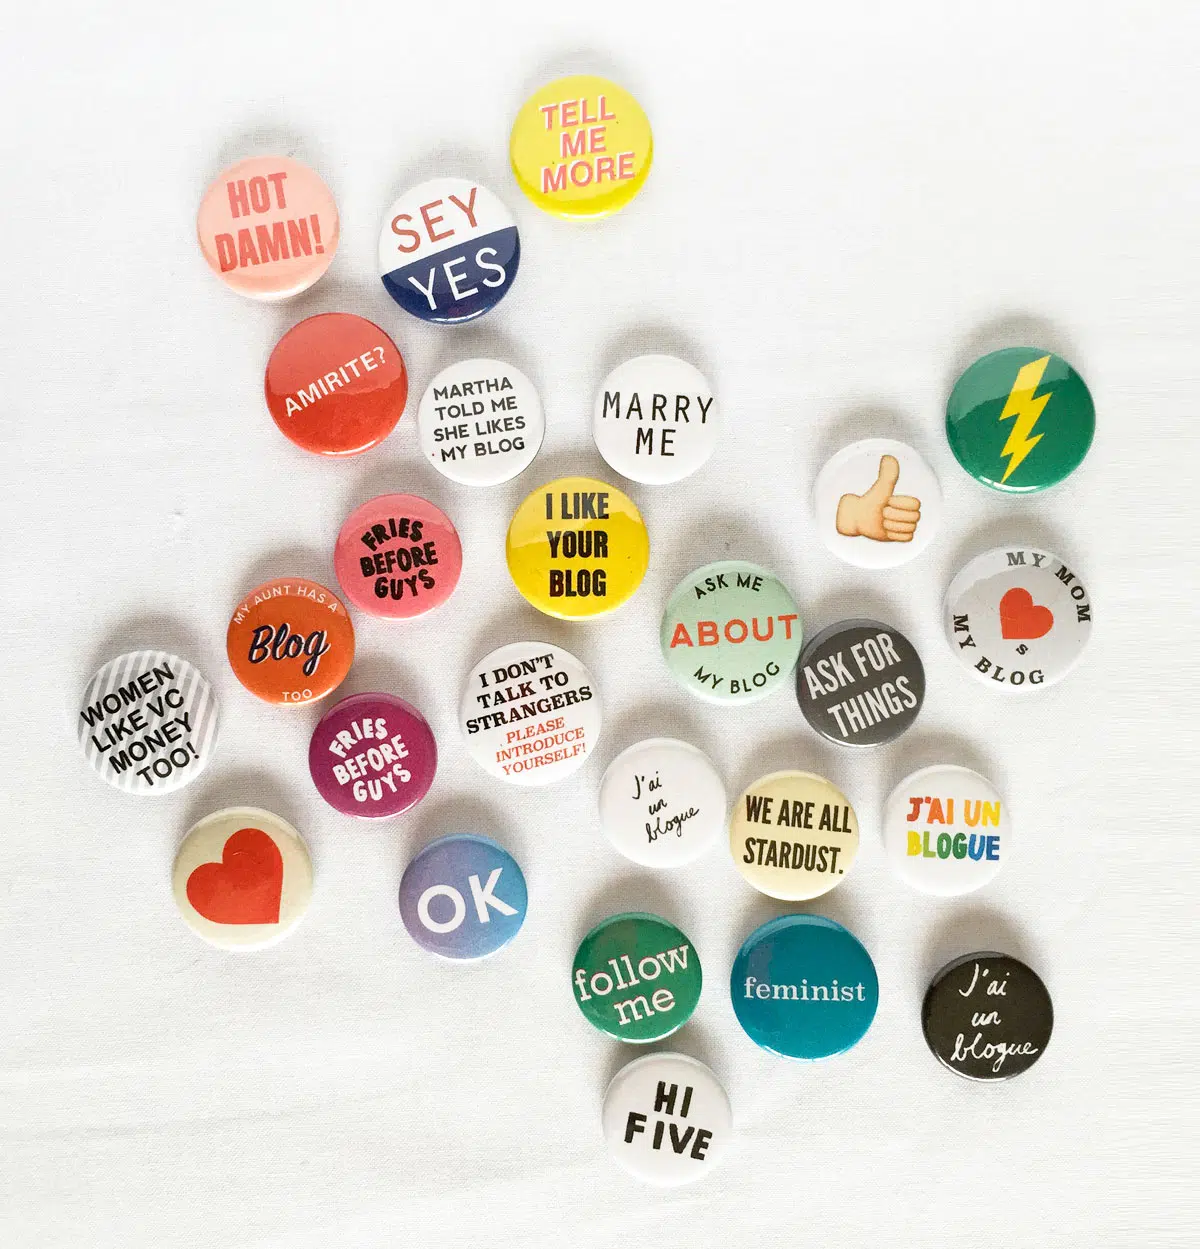 TELL
ME
MORE
HOT
DAMN!
SEY
YES
AMIRITE?
MARTHA
TOLD ME
SHE LIKES
MY BLOG
MARRY
ME
FRIES
BEFORE
GUYS
I LIKE
YOUR
BLOG
MY MOM
s
MY BLOG
ASK ME
ABOUT
MY BLOG
MY AUNT HAS A
Blog
TOO
ASK FOR
THINGS
WOMEN
LIKE VC
MONEY
TOO!
I DON'T
TALK TO
STRANGERS
PLEASE
INTRODUCE
YOURSELF!
FRIES
BEFORE
GUYS
J'ai
un
blogue
WE ARE ALL
STARDUST.
J'AI UN
BLOGUE
OK
follow
me
feminist
J'ai
un
blogue
HI
FIVE